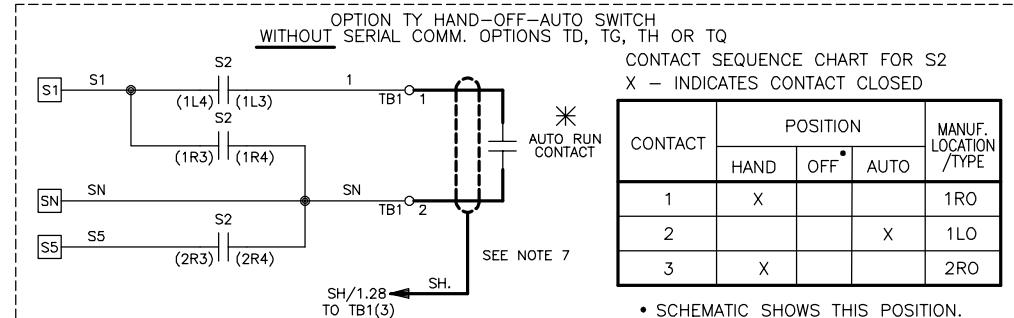 OPTION TY HAND-OFF-AUTO SWITCH
WITHOUT SERIAL COMM. OPTIONS TD, TG, TH OR TQ
S1
S1
S2
(1L4) (1L3)
1
TB1
1
S2
(1R3) (1R4)
AUTO RUN
CONTACT
SN
SN
SN
TB1
2
S5
S5
S2
(2R3) (2R4)
SEE NOTE 7
SH.
SH/1.28
TO TB1(3)
CONTACT SEQUENCE CHART FOR S2
X - INDICATES CONTACT CLOSED
CONTACT POSITION MANUF. LOCATION /TYPE
HAND OFF• AUTO
1 X 1RO
2 X 1LO
3 X 2RO
• SCHEMATIC SHOWS THIS POSITION.